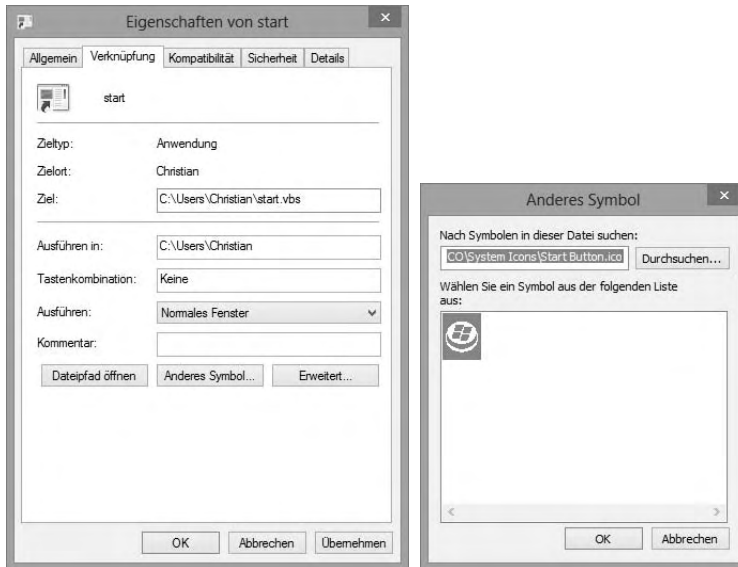 Eigenschaften von start
Allgemein Verknüpfung Kompatibilität Sicherheit Details
start
Zieltyp: Anwendung
Zielort: Christian
Ziel: C:\Users\Christian\start.vbs
Ausführen in: C:\Users\Christian
Tastenkombination: Keine
Ausführen: Normales Fenster
Kommentar:
Dateipfad öffnen Anderes Symbol... Erweitert...
OK Abbrechen Übernehmen
Anderes Symbol
Nach Symbolen in dieser Datei suchen:
CO\System Icons\Start Button.ico Durchsuchen...
Wählen Sie ein Symbol aus der folgenden Liste
aus:
OK Abbrechen